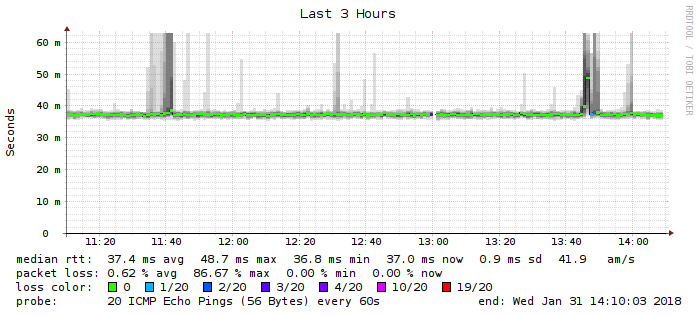 Last 3 Hours
RRDTOOL / TOBI OETIKER
Seconds
60 m
50 m
40 m
30 m
20 m
10 m
0
11:20 11:40 12:00 12:20 12:40 13:00 13:20 13:40 14:00
median rtt: 37.4 ms avg 48.7 ms max 36.8 ms min 37.0 ms now 0.9 ms sd 41.9 am/s
packet loss: 0.62 % avg 86.67 % max 0.00 % min 0.00 % now
loss color: 0 1/20 2/20 3/20 4/20 10/20 19/20
probe: 20 ICMP Echo Pings (56 Bytes) every 60s end: Wed Jan 31 14:10:03 2018